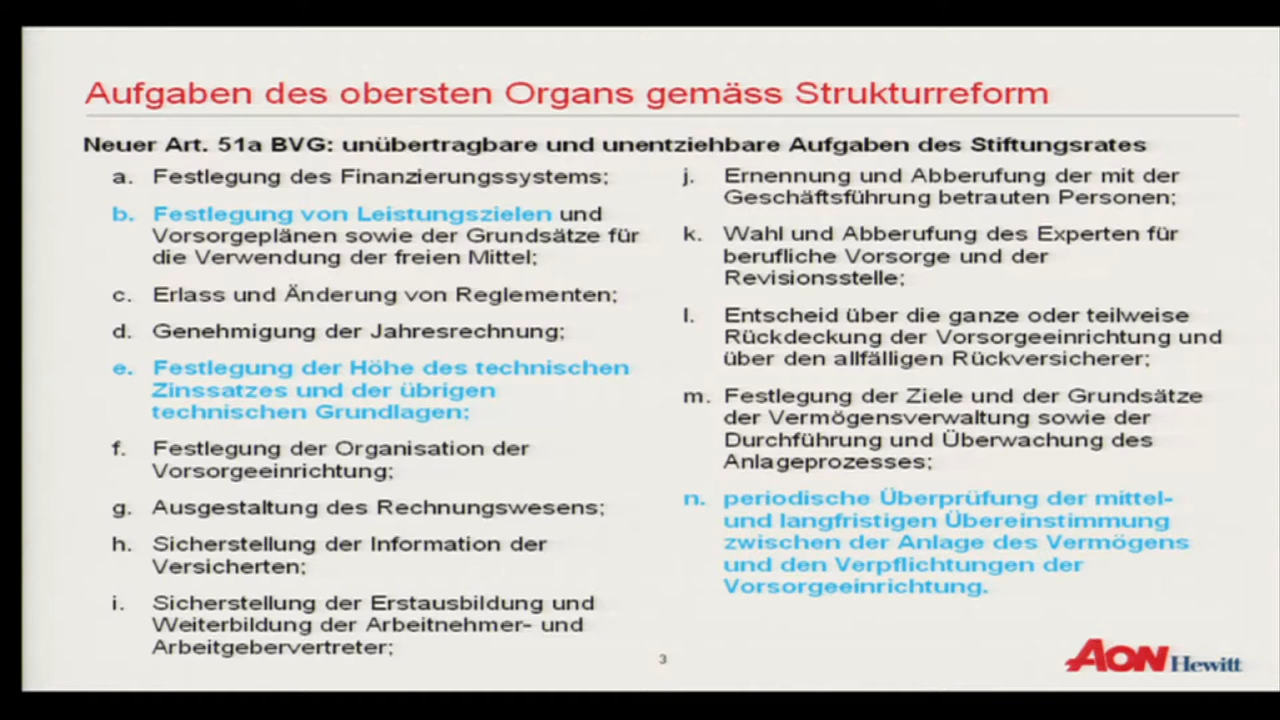 Aufgaben des obersten Organs gemäss Strukturreform
Neuer Art. 51a BVG: unübertragbare und unentziehbare Aufgaben des Stiftungsrates
a. Festlegung des Finanzierungssystems;
b. Festlegung von Leistungszielen und
Vorsorgeplänen sowie der Grundsätze für
die Verwendung der freien Mittel;
c. Erlass und Änderung von Reglementen;
d. Genehmigung der Jahresrechnung;
e. Festlegung der Höhe des technischen
Zinssatzes und der übrigen
technischen Grundlagen;
f. Festlegung der Organisation der
Vorsorgeeinrichtung;
g. Ausgestaltung des Rechnungswesens;
h. Sicherstellung der Information der
Versicherten;
i. Sicherstellung der Erstausbildung und
Weiterbildung der Arbeitnehmer- und
Arbeitgebervertreter;
j. Ernennung und Abberufung der mit der
Geschäftsführung betrauten Personen;
k. Wahl und Abberufung des Experten für
berufliche Vorsorge und der
Revisionsstelle;
l. Entscheid über die ganze oder teilweise
Rückdeckung der Vorsorgeeinrichtung und
über den allfälligen Rückversicherer;
m. Festlegung der Ziele und der Grundsätze
der Vermögensverwaltung sowie der
Durchführung und Überwachung des
Anlageprozesses;
n. periodische Überprüfung der mittel-
und langfristigen Übereinstimmung
zwischen der Anlage des Vermögens
und den Verpflichtungen der
Vorsorgeeinrichtung.
3
AON Hewitt